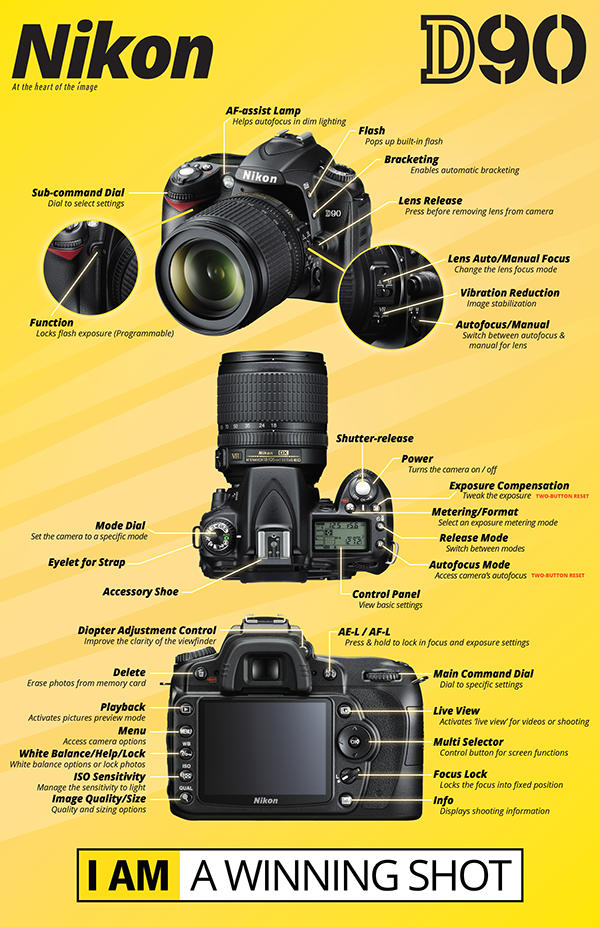 Nikon
At the heart of the image
D90
AF-assist Lamp
Helps autofocus in dim lighting
Flash
Pops up built-in flash
Bracketing
Enables automatic bracketing
Nikon
D90
Sub-command Dial
Dial to select settings
Lens Release
Press before removing lens from camera
Lens Auto/Manual Focus
Change the lens focus mode
Vibration Reduction
Image stabilization
Function
Locks flash exposure (Programmable)
Autofocus/Manual
Switch between autofocus &
manual for lens
35 24 18
VR Nikon DX
Shutter-release
Power
Turns the camera on / off
Exposure Compensation
Tweak the exposure TWO-BUTTON RESET
Metering/Format
Select an exposure metering mode
Mode Dial
Set the camera to a specific mode
Release Mode
Switch between modes
Eyelet for Strap
Autofocus Mode
Access camera's autofocus TWO-BUTTON RESET
Accessory Shoe
Control Panel
View basic settings
Diopter Adjustment Control
Improve the clarity of the viewfinder
AE-L / AF-L
Press & hold to lock in focus and exposure settings
Delete
Erase photos from memory card
Main Command Dial
Dial to specific settings
Playback
Activates pictures preview mode
Live View
Activates 'live view' for videos or shooting
Menu
Access camera options
MENU
Multi Selector
Control button for screen functions
OK
White Balance/Help/Lock
White balance options or lock photos
WB
ISO Sensitivity
Manage the sensitivity to light
ISO
Focus Lock
Locks the focus into fixed position
Image Quality/Size
Quality and sizing options
QUAL
Info
Displays shooting information
Nikon
I AM A WINNING SHOT